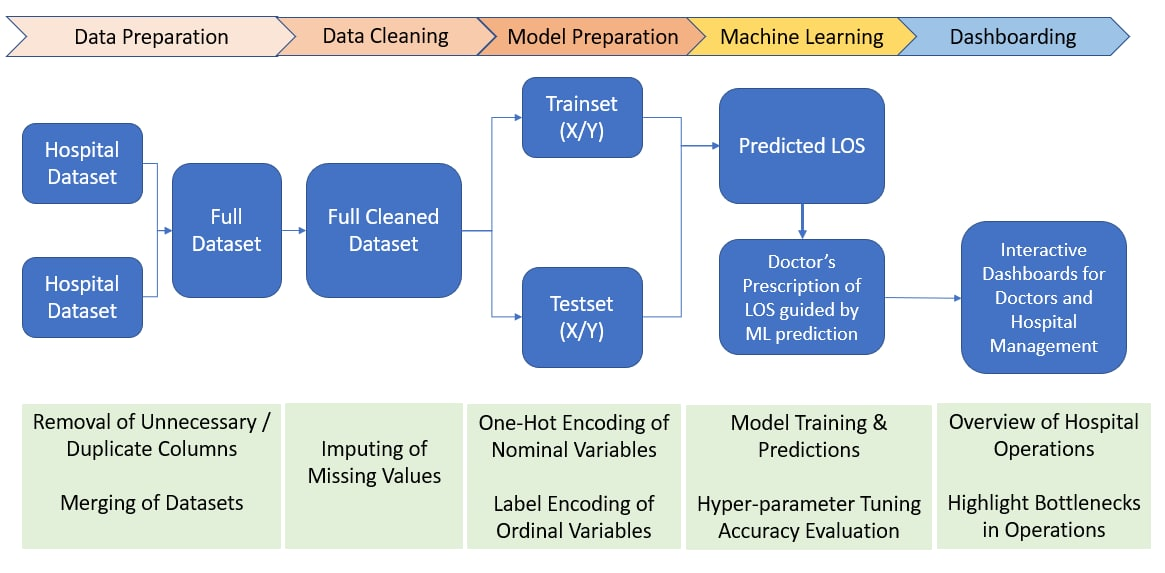 Data Preparation
Data Cleaning
Model Preparation
Machine Learning
Dashboarding
Hospital
Dataset
Hospital
Dataset
Full
Dataset
Full Cleaned
Dataset
Trainset
(X/Y)
Testset
(X/Y)
Predicted LOS
Doctor’s
Prescription of
LOS guided by
ML prediction
Interactive
Dashboards for
Doctors and
Hospital
Management
Removal of Unnecessary /
Duplicate Columns
Merging of Datasets
Imputing of
Missing Values
One-Hot Encoding of
Nominal Variables
Label Encoding of
Ordinal Variables
Model Training &
Predictions
Hyper-parameter Tuning
Accuracy Evaluation
Overview of Hospital
Operations
Highlight Bottlenecks
in Operations